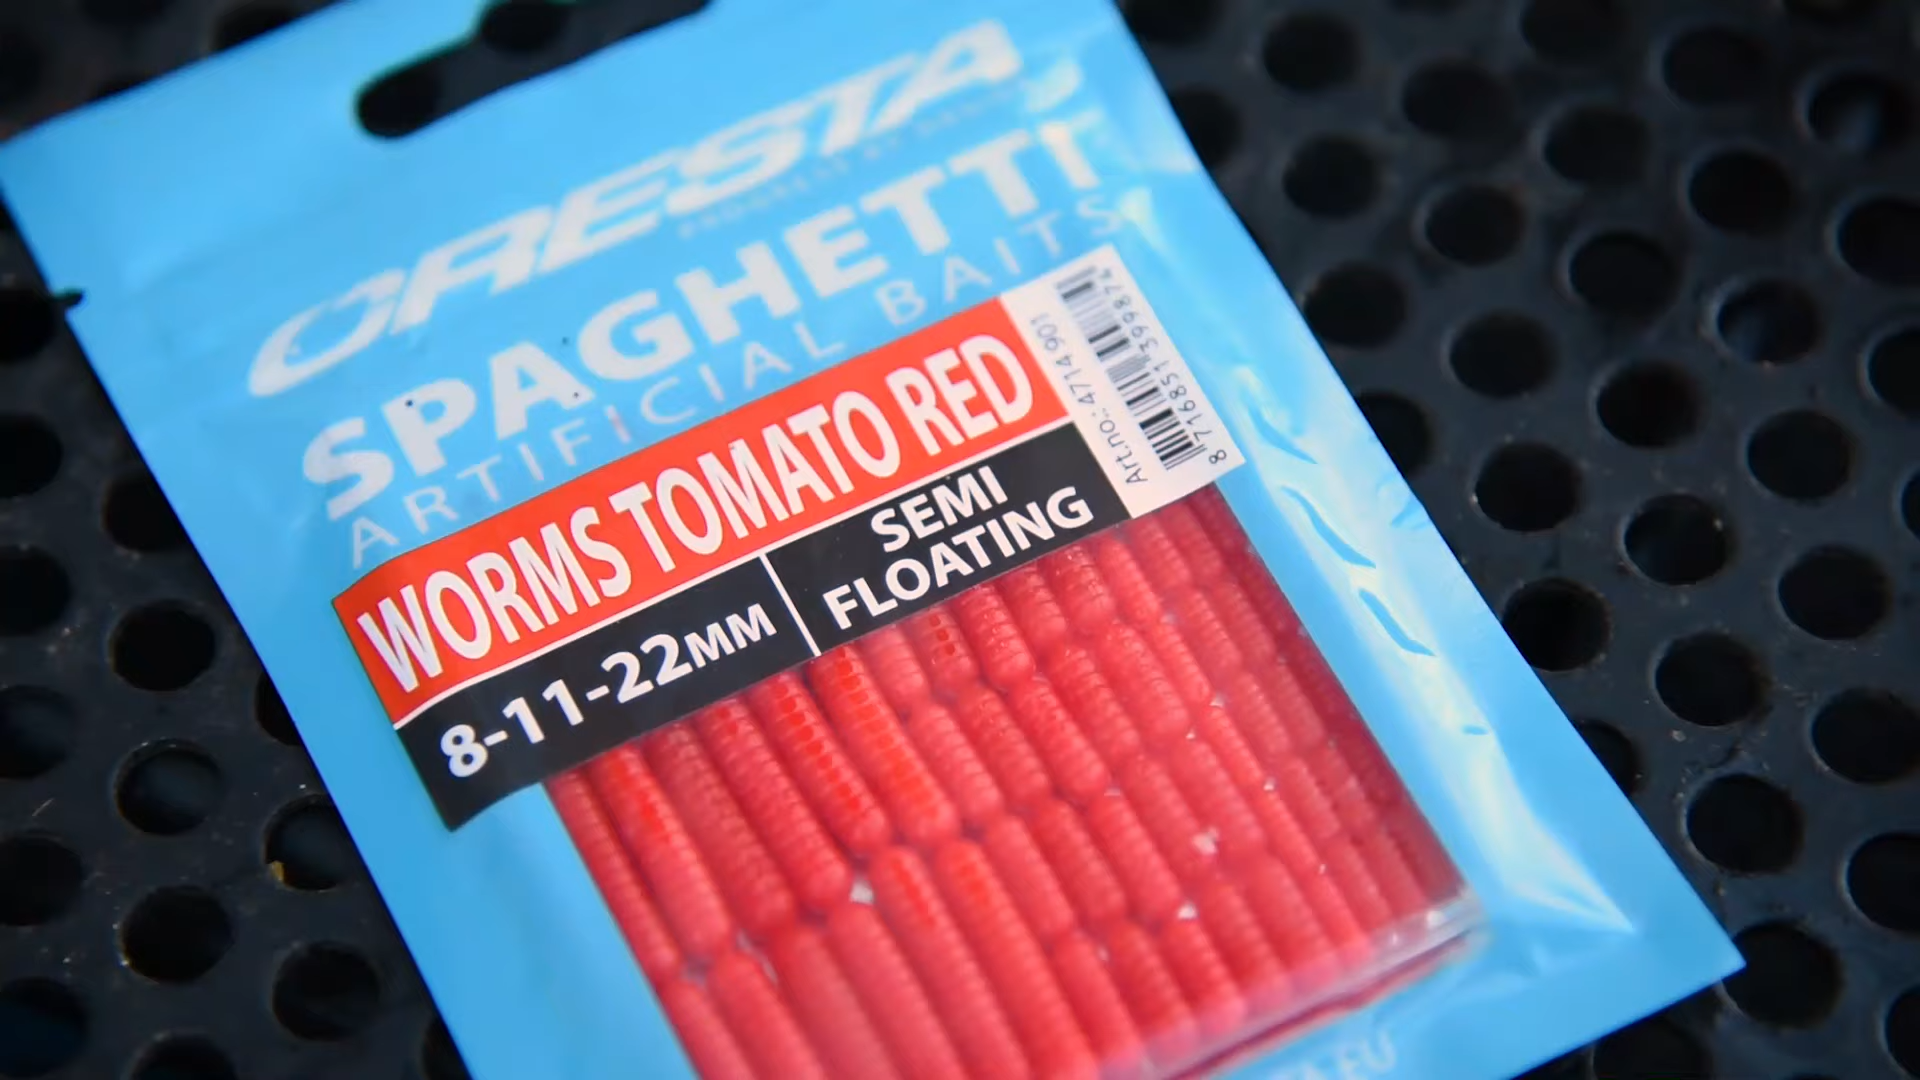 CRESTA
SPAGHETTI
ARTIFICIAL BAITS
WORMS TOMATO RED
8-11-22MM
SEMI
FLOATING
Art.no.: 4714 901
8 716851 399874
.EU